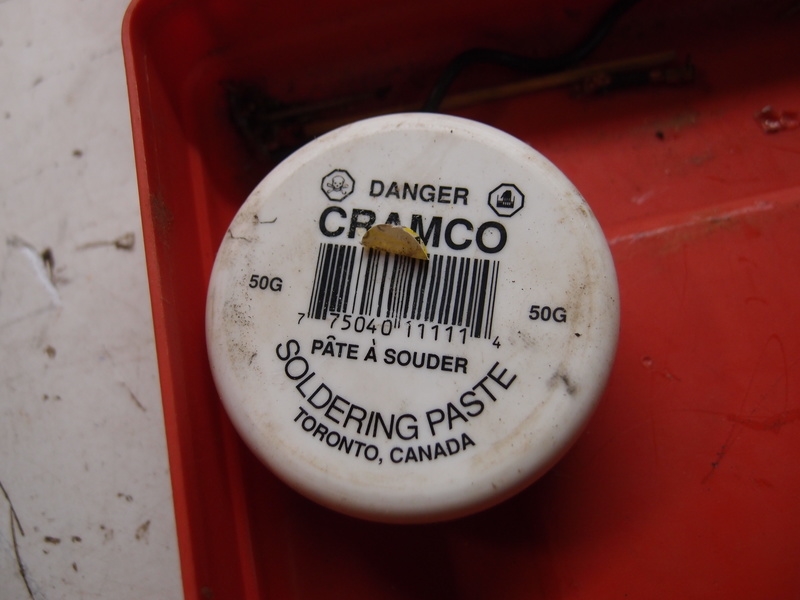 DANGER
CRAMCO
50G
50G
7 75040 11111 4
PÂTE À SOUDER
SOLDERING PASTE
TORONTO, CANADA